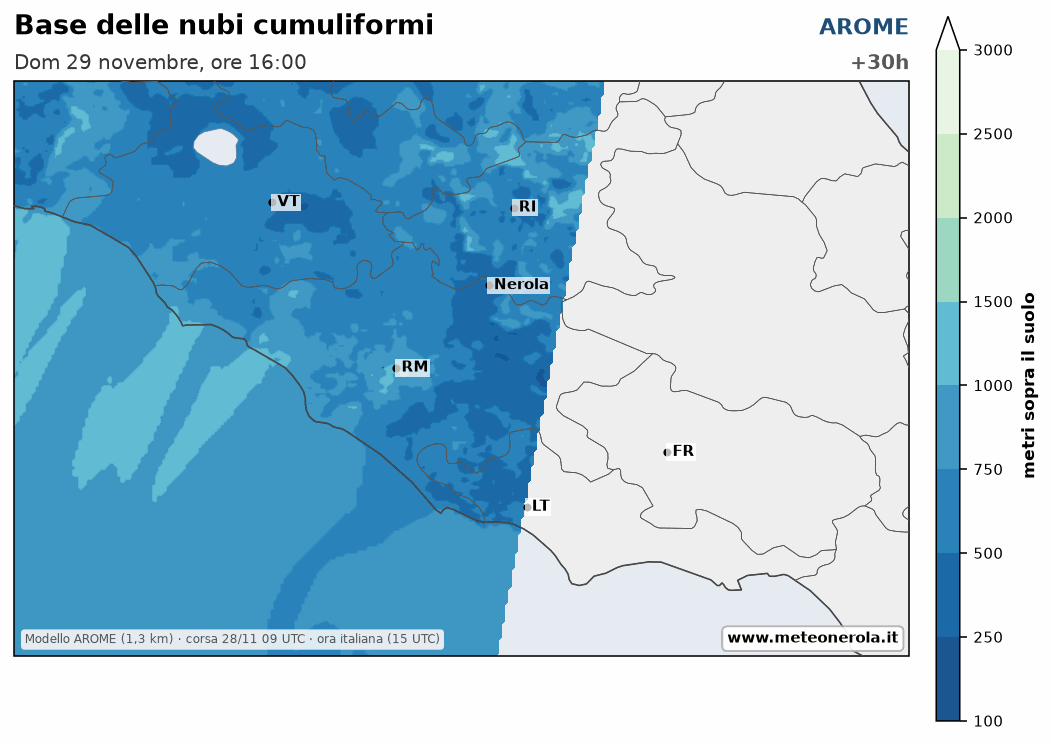 Base delle nubi cumuliformi
AROME
Dom 29 novembre, ore 16:00
+30h
VT
RI
Nerola
RM
FR
LT
Modello AROME (1,3 km) · corsa 28/11 09 UTC · ora italiana (15 UTC)
www.meteonerola.it
3000
2500
2000
1500
1000
750
500
250
100
metri sopra il suolo